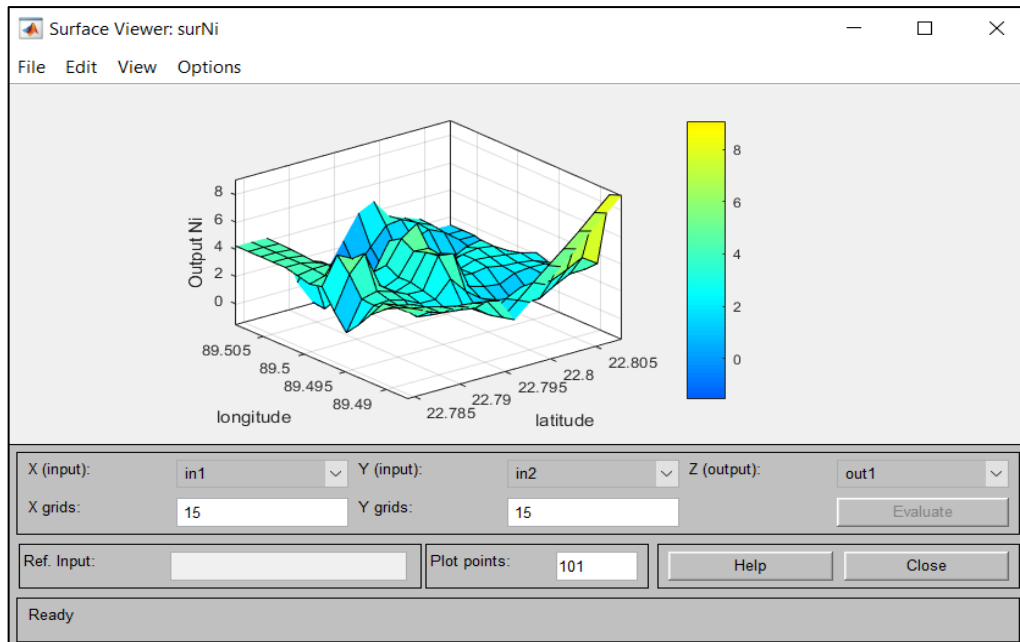 Surface Viewer: surNi
File Edit View Options
8
6
4
2
0
Output Ni
89.505
89.5
89.495
89.49
longitude
22.785
22.79
22.795
22.8
22.805
latitude
8
6
4
2
0
X (input): in1 Y (input): in2 Z (output): out1
X grids: 15 Y grids: 15 Evaluate
Ref. Input: Plot points: 101 Help Close
Ready